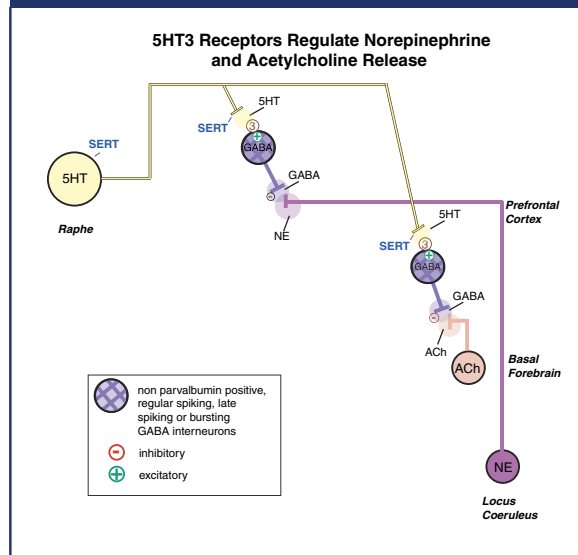 5HT3 Receptors Regulate Norepinephrine
and Acetylcholine Release
5HT
SERT
3
GABA
SERT
5HT
Raphe
GABA
NE
Prefrontal
Cortex
5HT
SERT
3
GABA
GABA
ACh
ACh
Basal
Forebrain
non parvalbumin positive,
regular spiking, late
spiking or bursting
GABA interneurons
inhibitory
excitatory
NE
Locus
Coeruleus